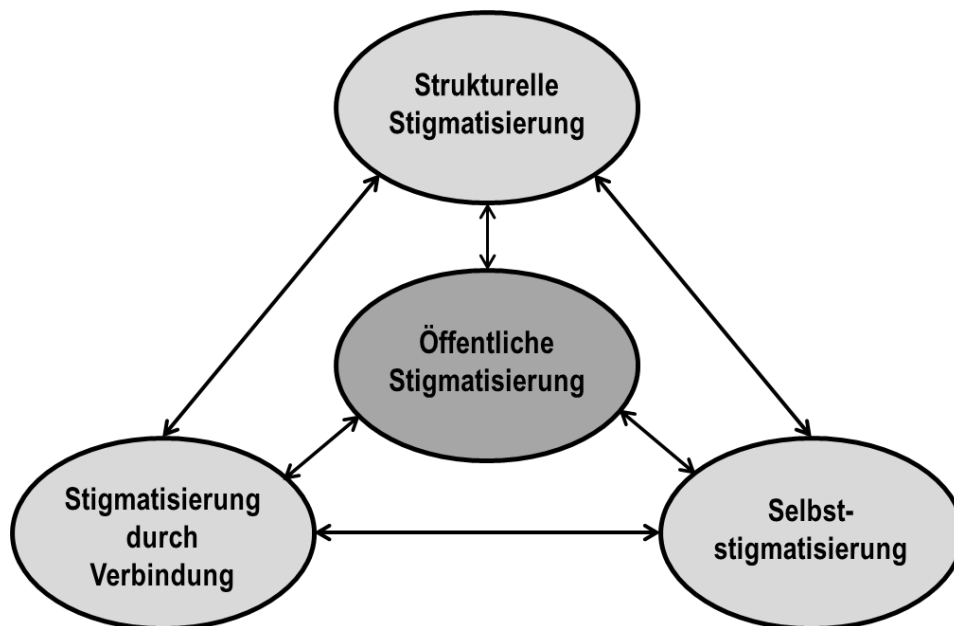 Strukturelle
Stigmatisierung
Öffentliche
Stigmatisierung
Stigmatisierung
durch
Verbindung
Selbst-
stigmatisierung